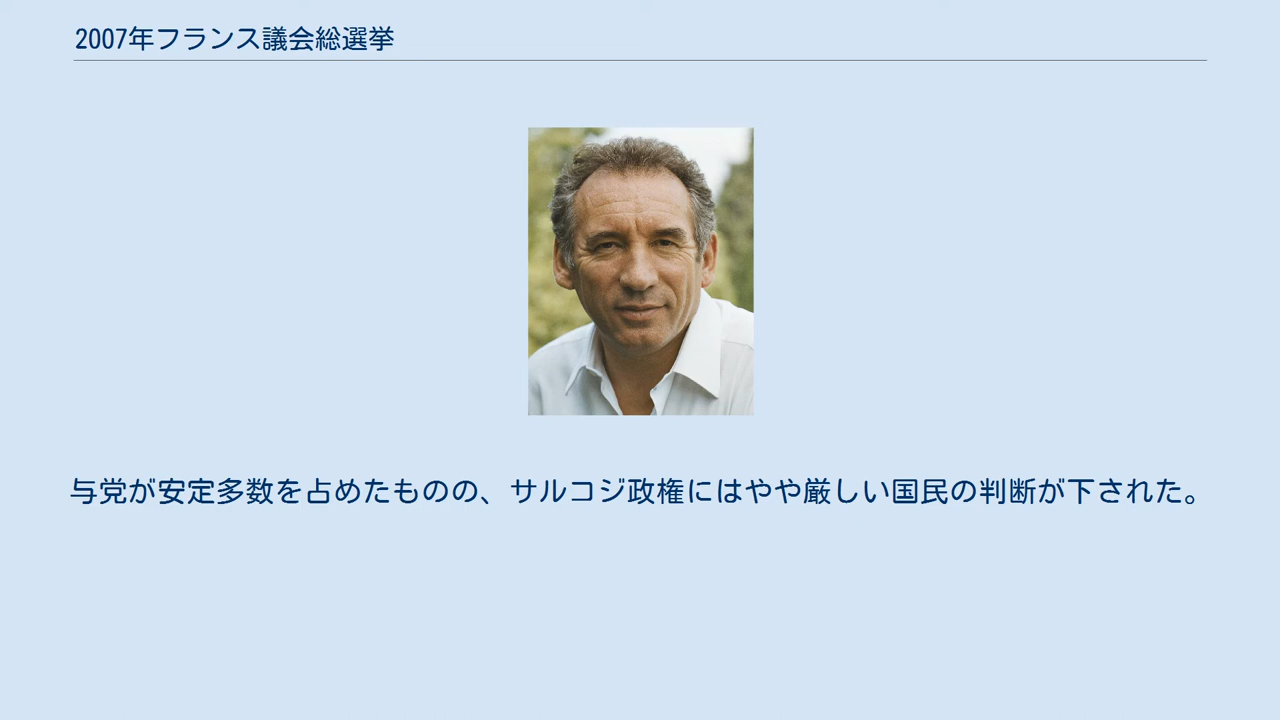 2007年フランス議会総選挙
与党が安定多数を占めたものの、サルコジ政権にはやや厳しい国民の判断が下された。